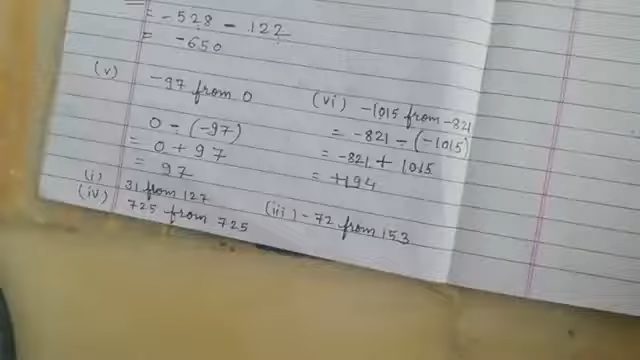 = -528 - 122
= -650
(v) -97 from 0
0 - (-97)
= 0 + 97
= 97
(vi) -1015 from -821
= -821 - (-1015)
= -821 + 1015
= +194
(i) 31 from 127
(iv) 725 from 725
(iii) -72 from 153